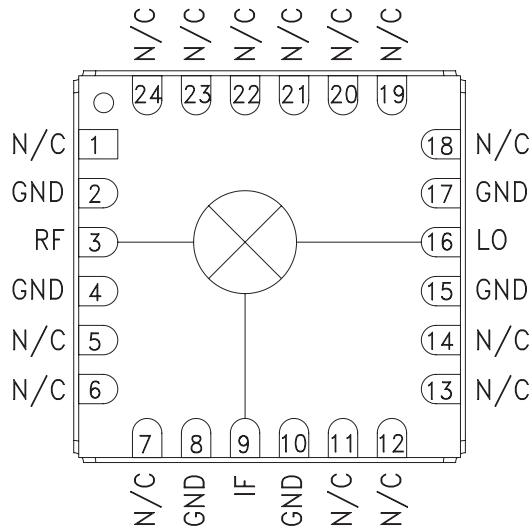 N/C N/C N/C N/C N/C N/C
24 23 22 21 20 19
N/C 1 18 N/C
GND 2 17 GND
RF 3 16 LO
GND 4 15 GND
N/C 5 14 N/C
N/C 6 13 N/C
7 8 9 10 11 12
N/C GND IF GND N/C N/C